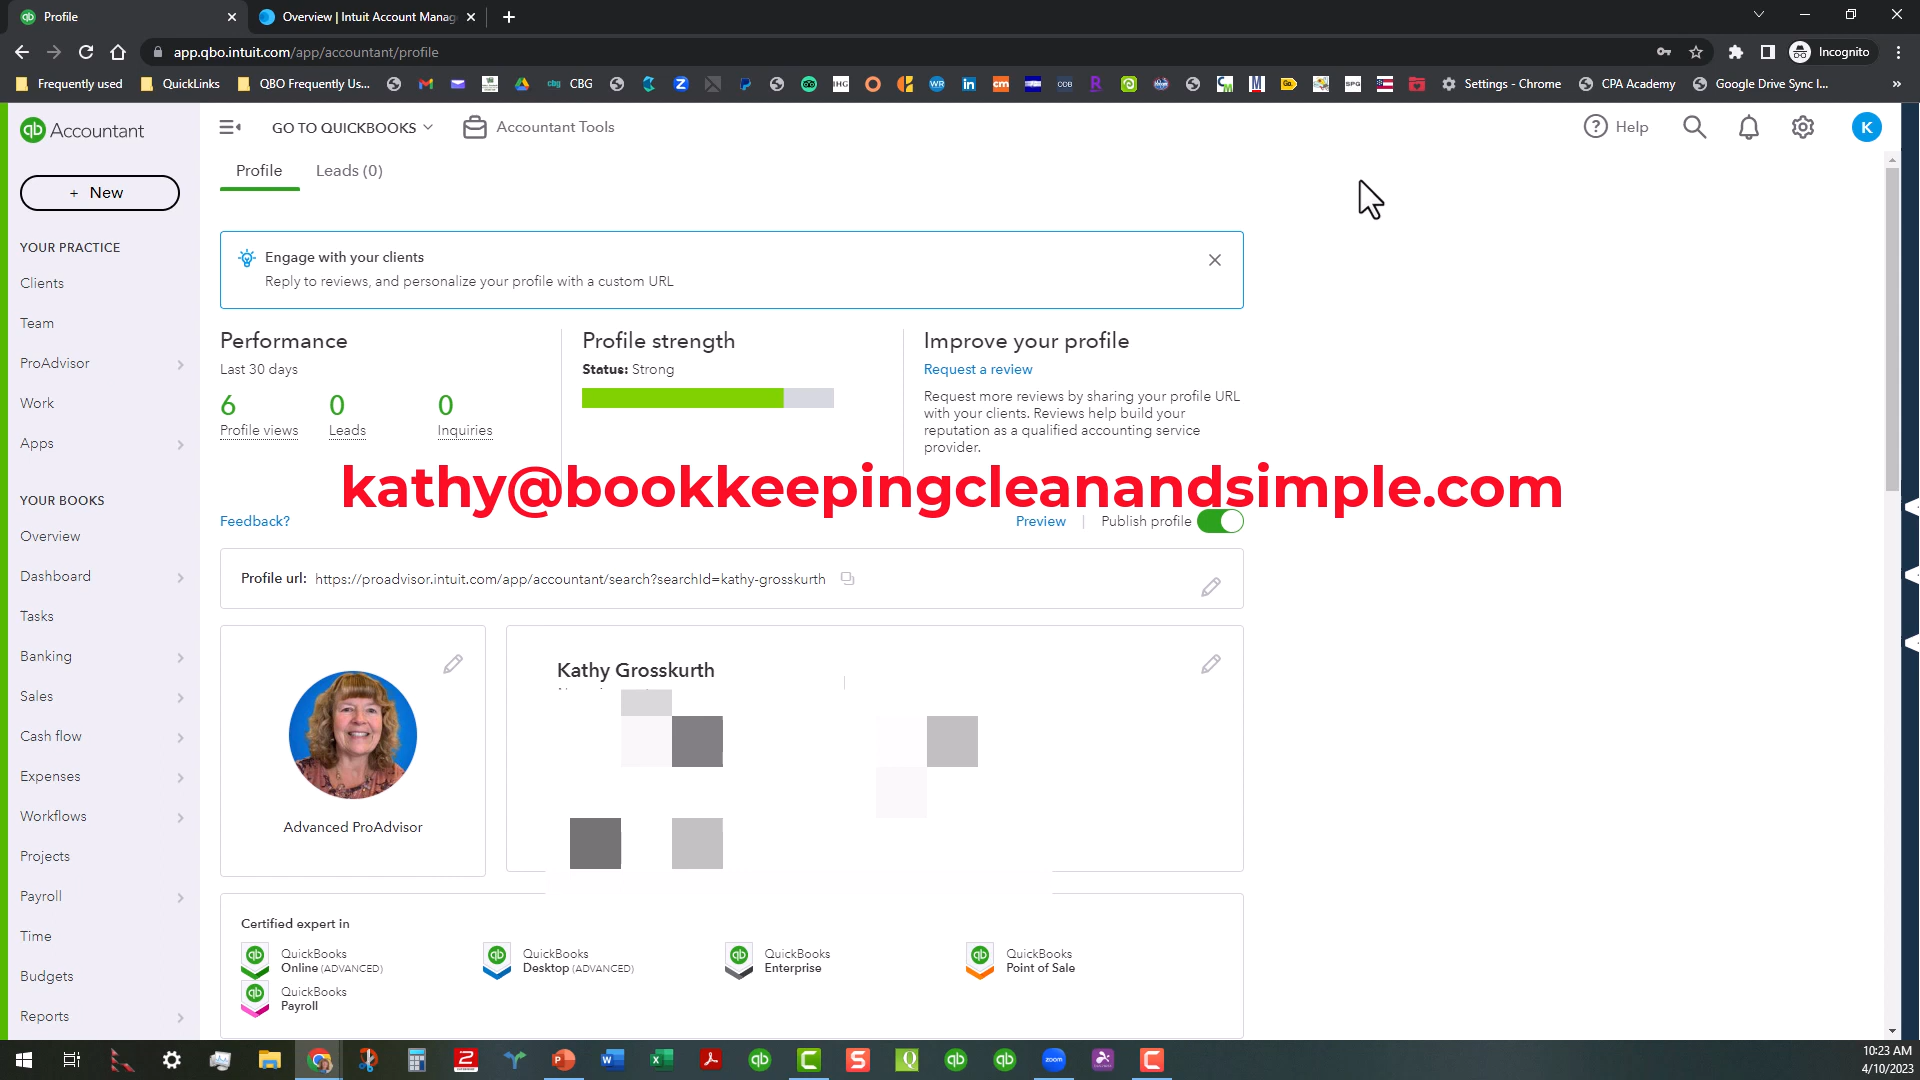 Profile
Overview | Intuit Account Manag
app.qbo.intuit.com/app/accountant/profile
Incognito
Frequently used
QuickLinks
QBO Frequently Us...
CBG
Settings - Chrome
CPA Academy
Google Drive Sync I...
qb Accountant
GO TO QUICKBOOKS
Accountant Tools
Help
K
Profile
Leads (0)
+ New
YOUR PRACTICE
Clients
Team
ProAdvisor
Work
Apps
YOUR BOOKS
Overview
Dashboard
Tasks
Banking
Sales
Cash flow
Expenses
Workflows
Projects
Payroll
Time
Budgets
Reports
Engage with your clients
Reply to reviews, and personalize your profile with a custom URL
Performance
Last 30 days
6
0
0
Profile views
Leads
Inquiries
Profile strength
Status: Strong
Improve your profile
Request a review
Request more reviews by sharing your profile URL
with your clients. Reviews help build your
reputation as a qualified accounting service
provider.
kathy@bookkeepingcleanandsimple.com
Feedback?
Preview
Publish profile
Profile url: https://proadvisor.intuit.com/app/accountant/search?searchId=kathy-grosskurth
Advanced ProAdvisor
Kathy Grosskurth
Certified expert in
QuickBooks
Online (ADVANCED)
QuickBooks
Desktop (ADVANCED)
QuickBooks
Enterprise
QuickBooks
Point of Sale
QuickBooks
Payroll
10:23 AM
4/10/2023